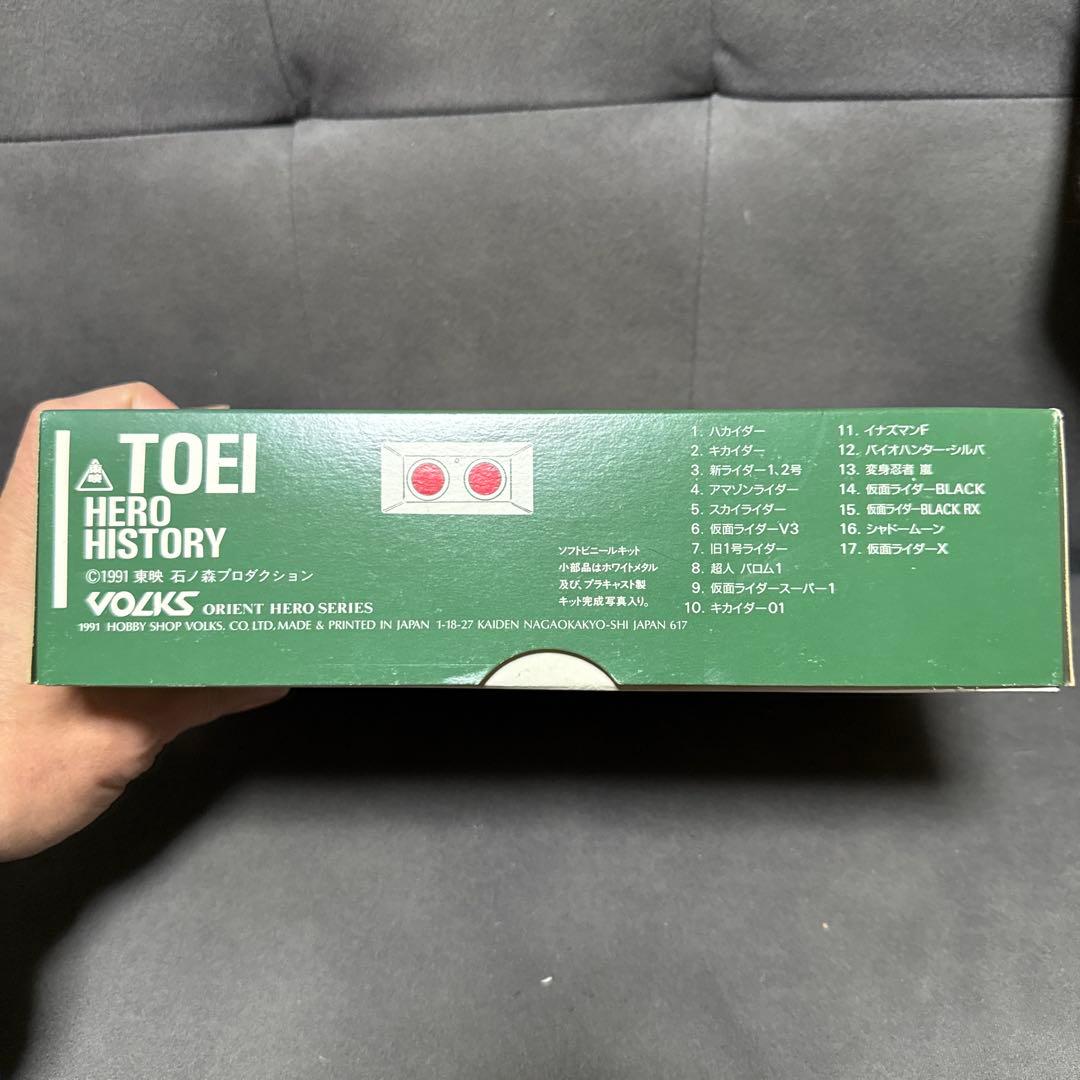 東映
TOEI
HERO
HISTORY
©1991 東映 石ノ森プロダクション
VOLKS ORIENT HERO SERIES
1991 HOBBY SHOP VOLKS. CO, LTD, MADE & PRINTED IN JAPAN 1-18-27 KAIDEN NAGAOKAKYO-SHI JAPAN 617
ソフトビニールキット
小部品はホワイトメタル
及び、プラキャスト製
キット完成写真入り。
1. ハカイダー
2. キカイダー
3. 新ライダー1、2号
4. アマゾンライダー
5. スカイライダー
6. 仮面ライダーV3
7. 旧1号ライダー
8. 超人 バロム1
9. 仮面ライダースーパー1
10. キカイダー01
11. イナズマンF
12. バイオハンター・シルバ
13. 変身忍者 嵐
14. 仮面ライダーBLACK
15. 仮面ライダーBLACK RX
16. シャドームーン
17. 仮面ライダーX